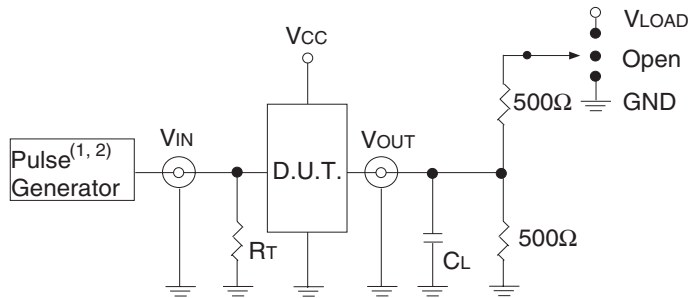 VLOAD
VCC
Open
500Ω
GND
VIN
VOUT
Pulse(1, 2)
Generator
D.U.T.
RT
CL
500Ω